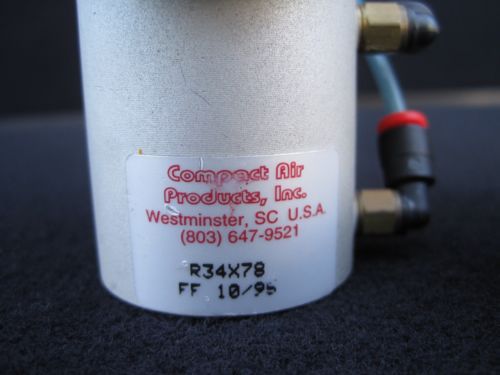 Compact Air
Products, Inc.
Westminster, SC U.S.A.
(803) 647-9521
R34X78
FF 10/95